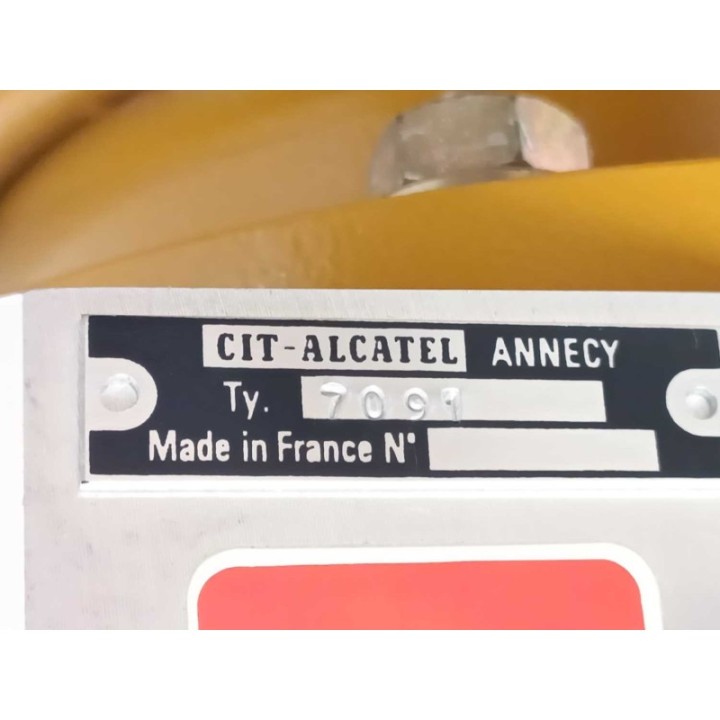 CIT-ALCATEL ANNECY
Ty. 7091
Made in France N°